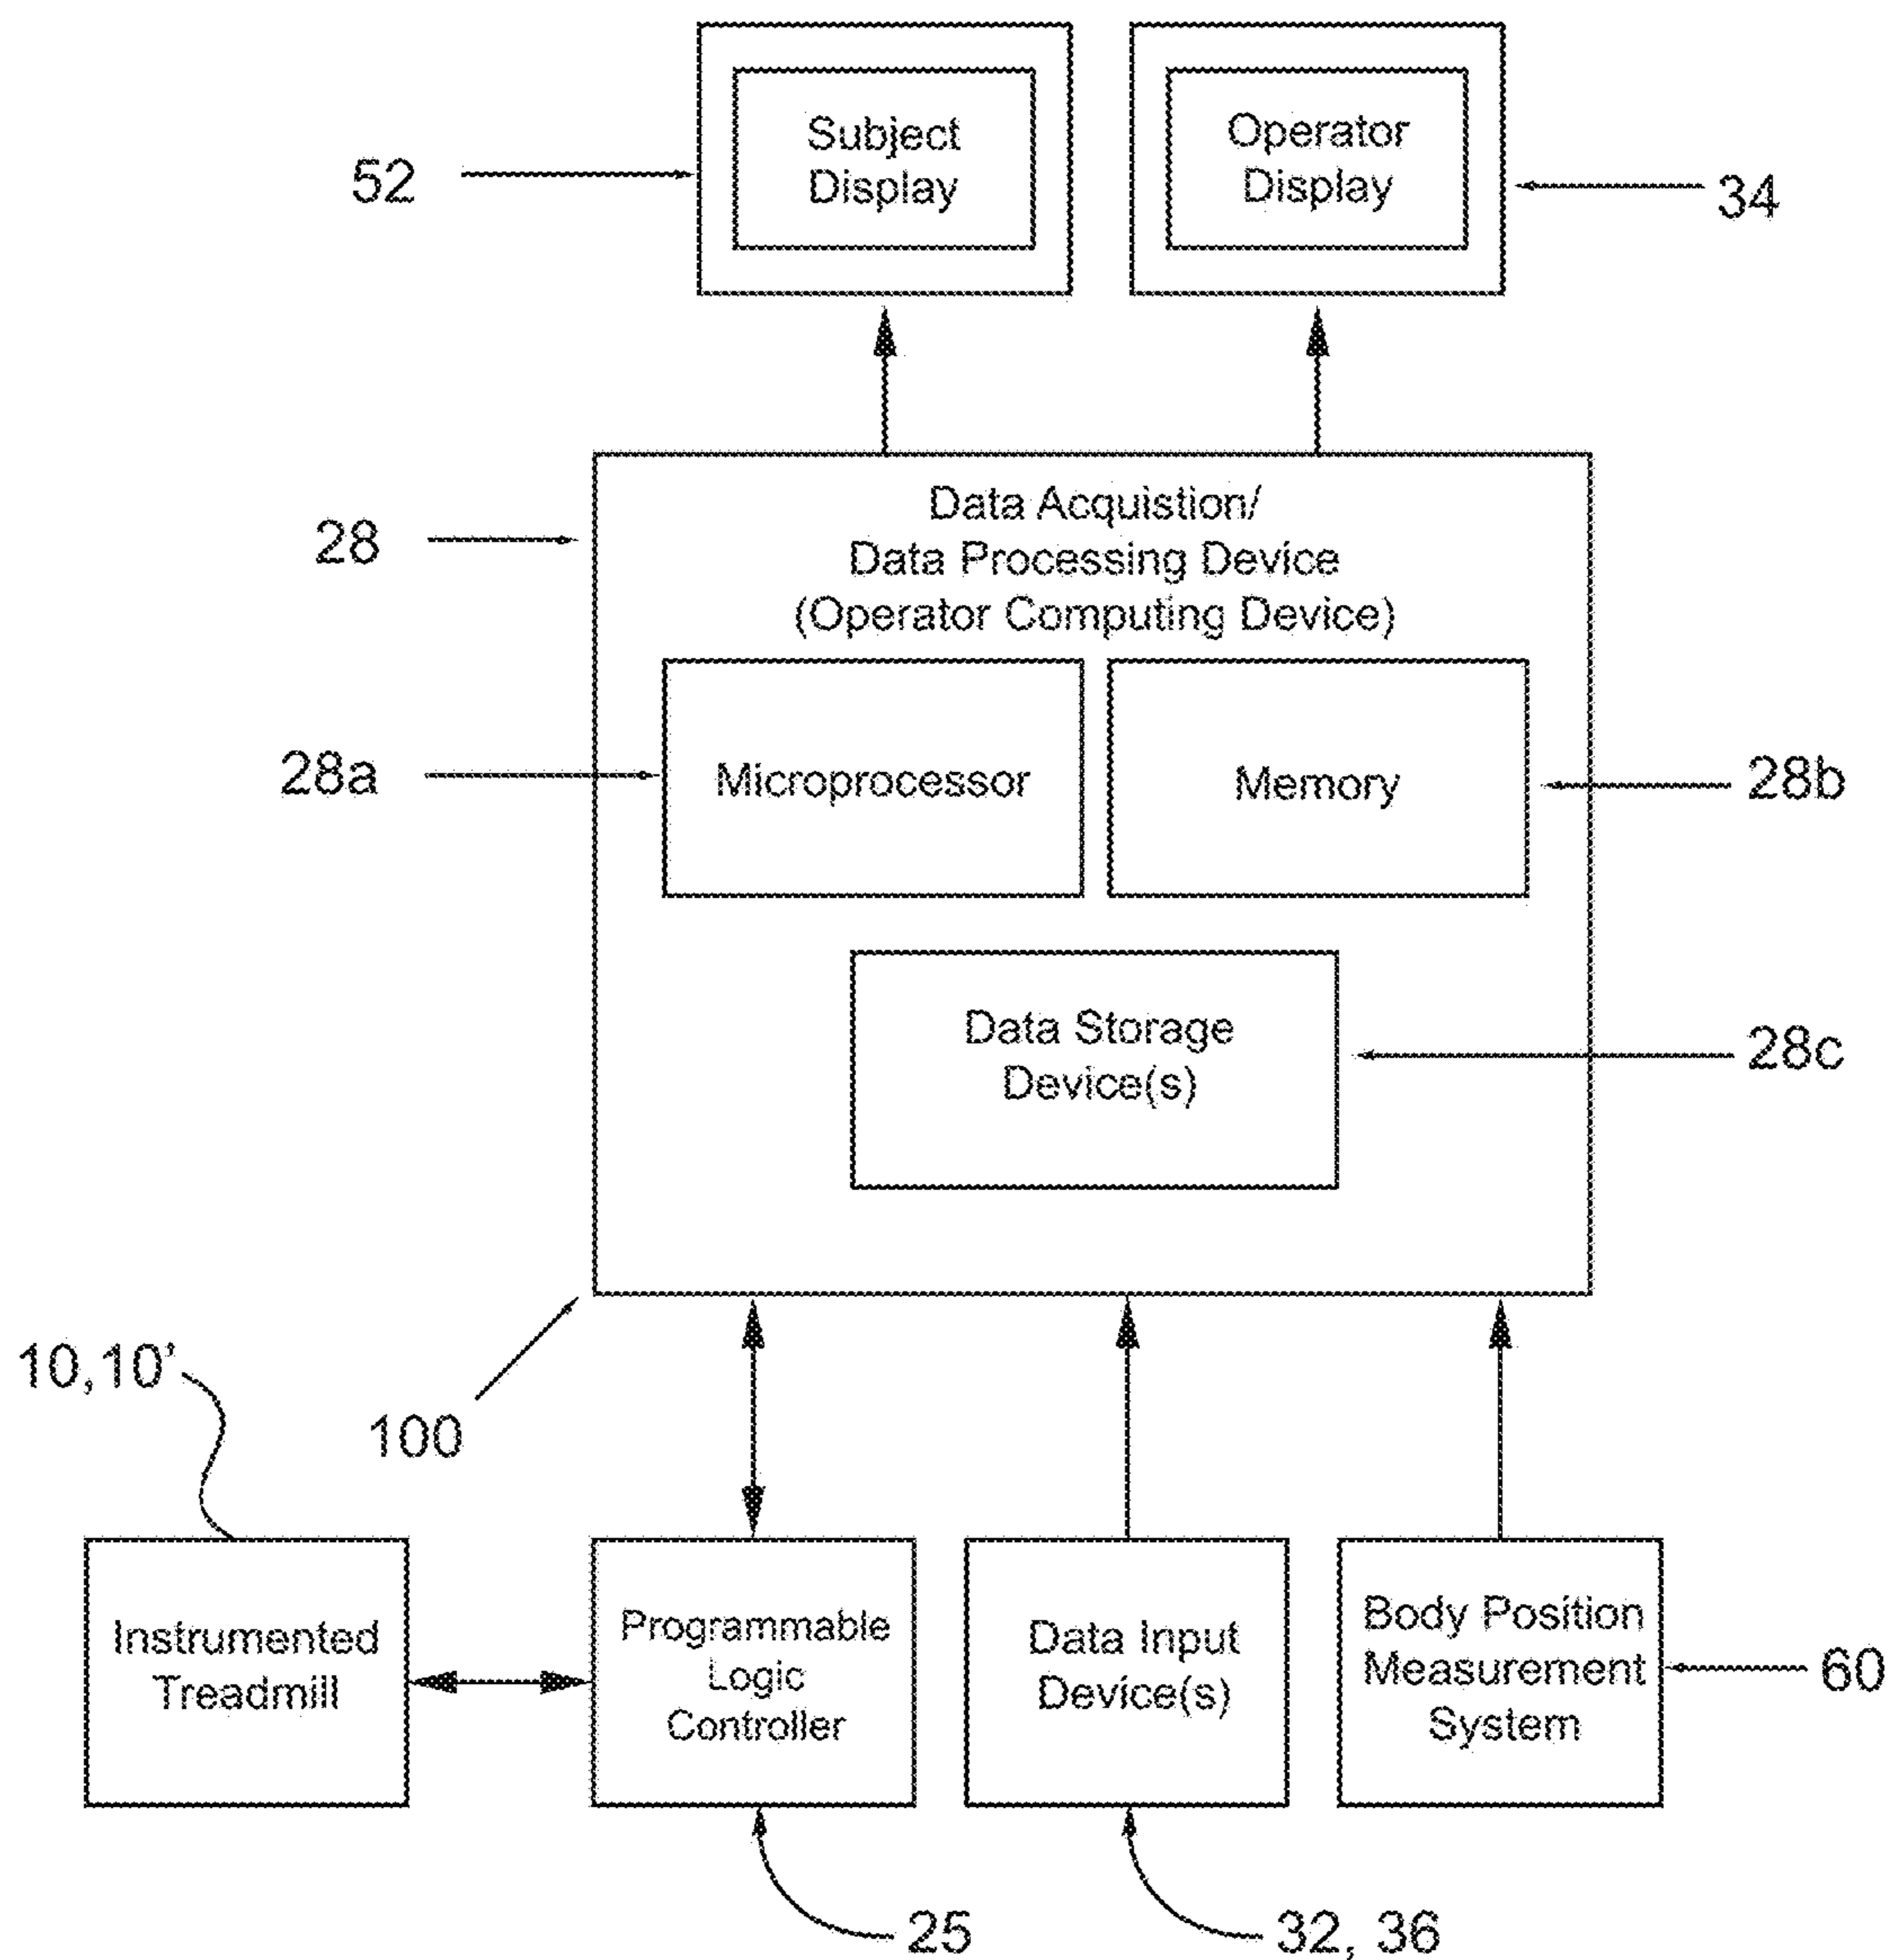 Subject
Display
Operator
Display
52
34
Data Acquistion/
Data Processing Device
(Operator Computing Device)
28
Microprocessor
Memory
28a
28b
Data Storage
Device(s)
28c
10,10'
100
Instrumented
Treadmill
Programmable
Logic
Controller
Data Input
Device(s)
Body Position
Measurement
System
60
25
32, 36